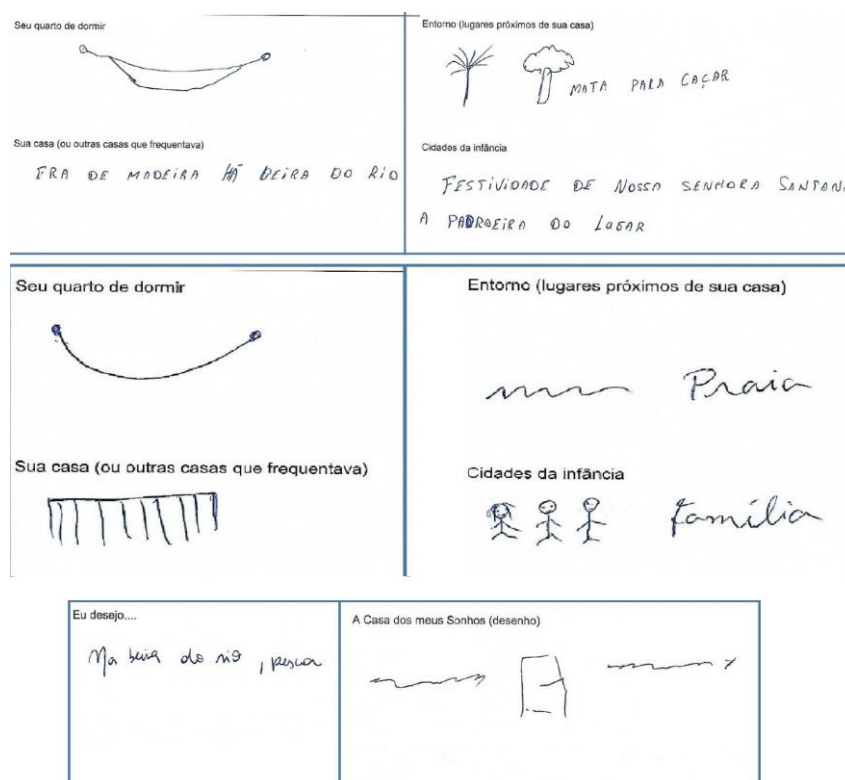 Seu quarto de dormir
Entorno (lugares próximos de sua casa)
MATA PARA CAÇAR
Sua casa (ou outras casas que frequentava)
ERA DE MADEIRA HÁ BEIRA DO RIO
Cidades da infância
FESTIVIDADE DE NOSSA SENHORA SANTANA
A PADROEIRA DO LUGAR
Seu quarto de dormir
Entorno (lugares próximos de sua casa)
Praia
Sua casa (ou outras casas que frequentava)
Cidades da infância
família
Eu desejo....
Na beira do rio, pescar
A Casa dos meus Sonhos (desenho)